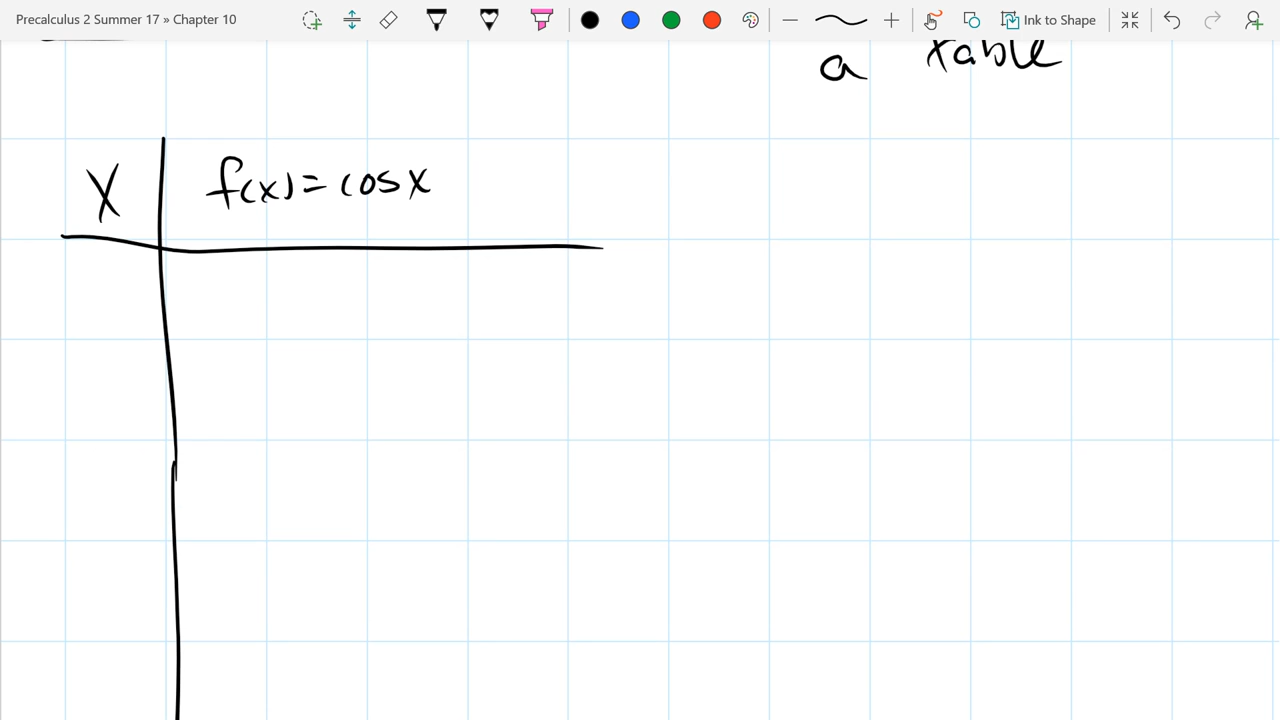 Precalculus 2 Summer 17 » Chapter 10
Ink to Shape
a table
x f(x) = cos x